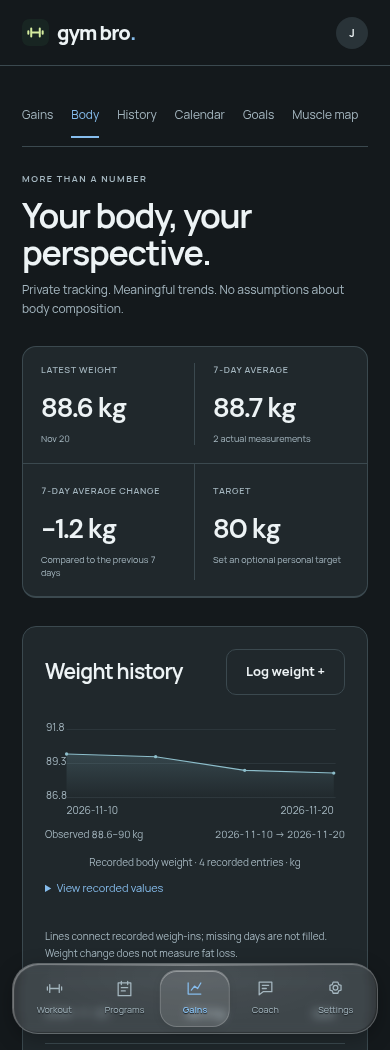 gym bro.
J
Gains Body History Calendar Goals Muscle map
MORE THAN A NUMBER
Your body, your
perspective.
Private tracking. Meaningful trends. No assumptions about
body composition.
LATEST WEIGHT
88.6 kg
Nov 20
7-DAY AVERAGE
88.7 kg
2 actual measurements
7-DAY AVERAGE CHANGE
−1.2 kg
Compared to the previous 7
days
TARGET
80 kg
Set an optional personal target
Weight history
Log weight +
91.8
89.3
86.8
2026-11-10 2026-11-20
Observed 88.6–90 kg 2026-11-10 → 2026-11-20
Recorded body weight · 4 recorded entries · kg
▶ View recorded values
Lines connect recorded weigh-ins; missing days are not filled.
Weight change does not measure fat loss.
Workout Programs Gains Coach Settings